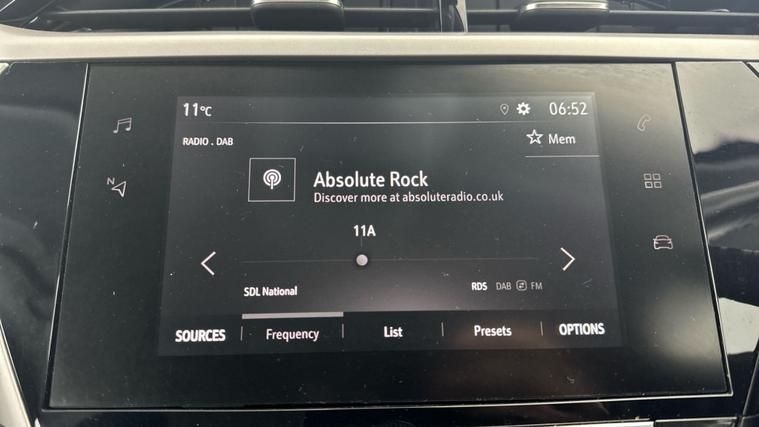 11°C 06:52
RADIO . DAB
Mem
Absolute Rock
Discover more at absoluteradio.co.uk
11A
SDL National
RDS DAB FM
SOURCES Frequency List Presets OPTIONS
N